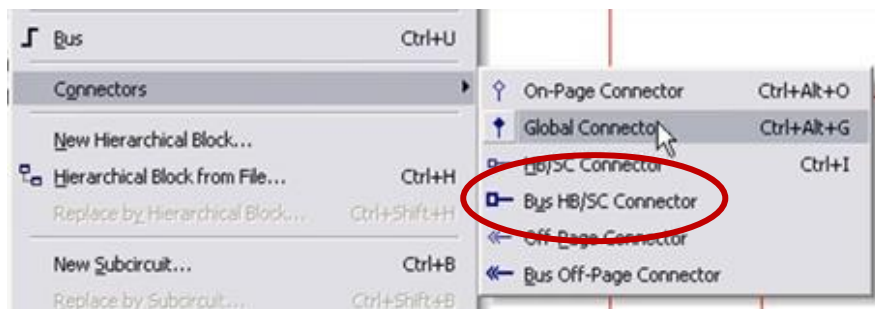 Bus Ctrl+U
Connectors
New Hierarchical Block...
Hierarchical Block from File... Ctrl+H
Replace by Hierarchical Block... Ctrl+Shift+H
New Subcircuit... Ctrl+B
Replace by Subcircuit... Ctrl+Shift+B
On-Page Connector Ctrl+Alt+O
Global Connector Ctrl+Alt+G
HB/SC Connector Ctrl+I
Bus HB/SC Connector
Off-Page Connector
Bus Off-Page Connector